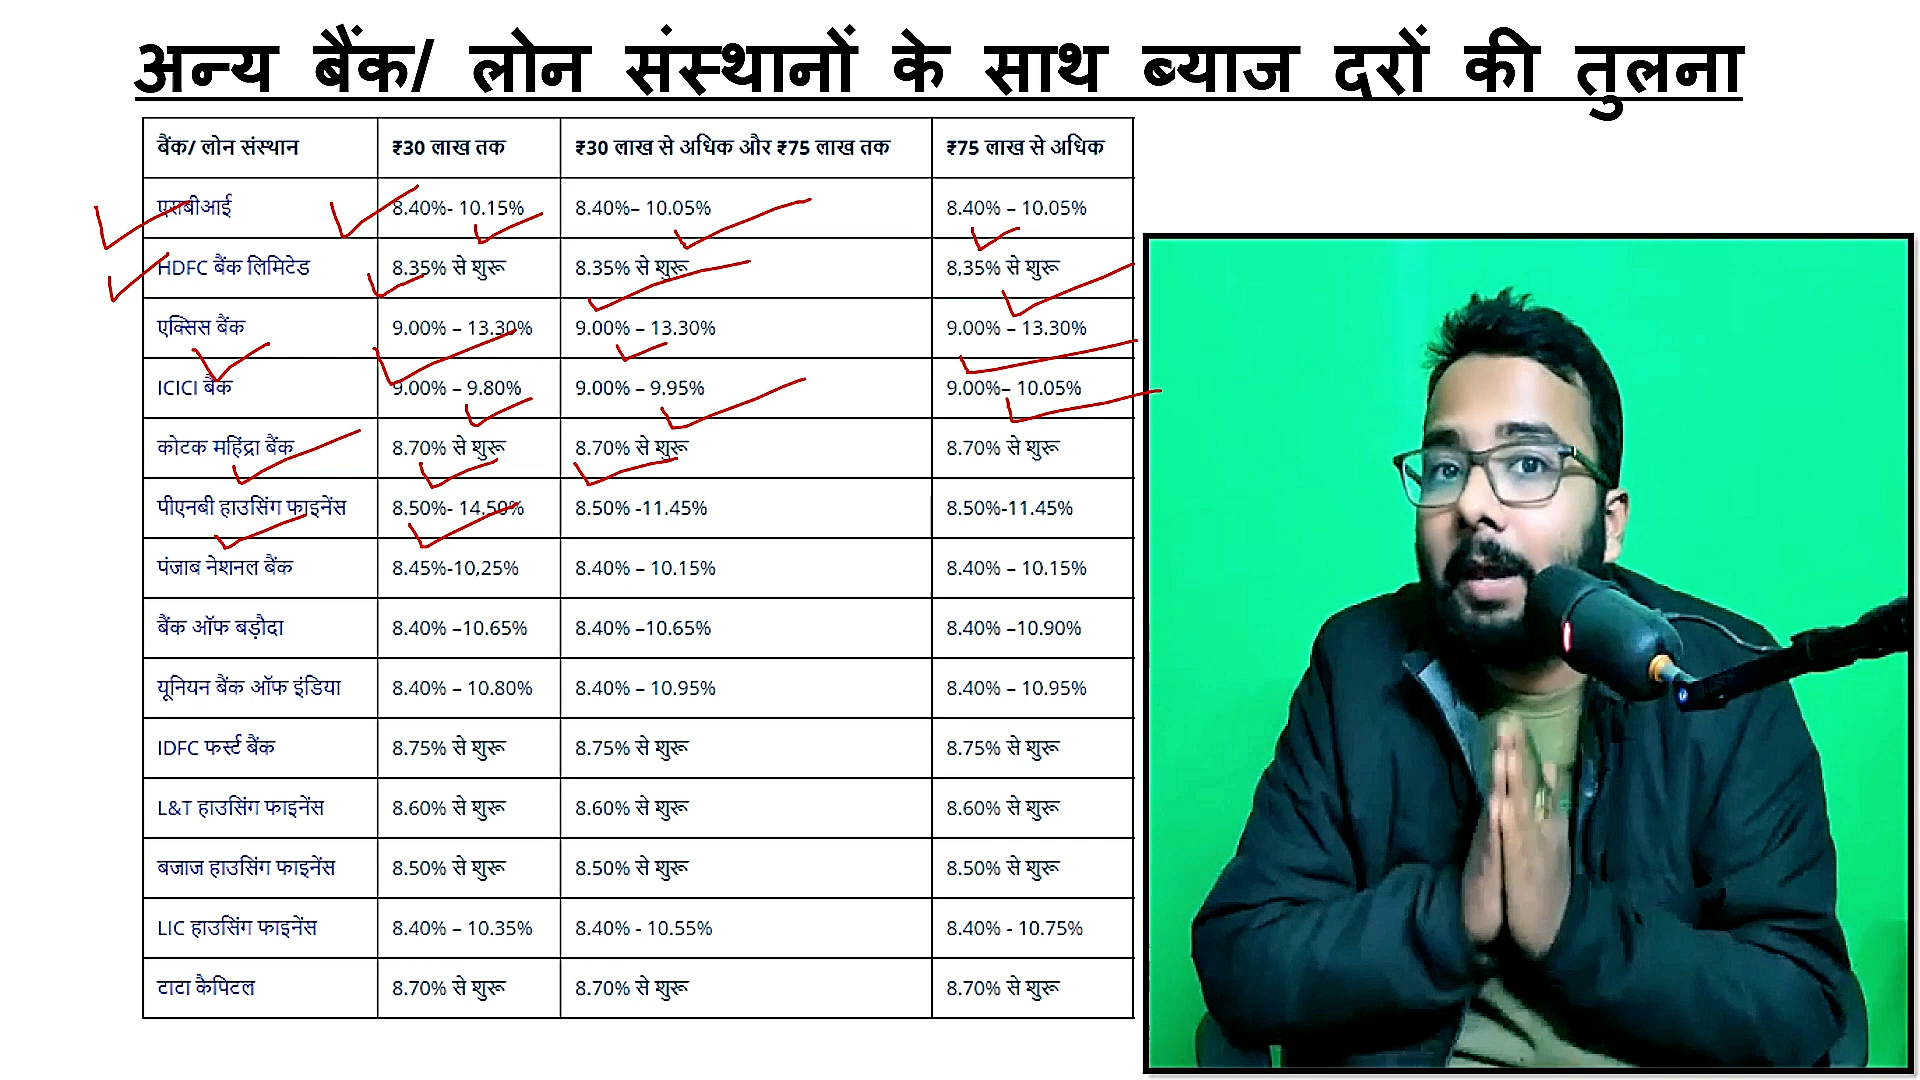 अन्य बैंक/ लोन संस्थानों के साथ ब्याज दरों की तुलना
बैंक/ लोन संस्थान ₹30 लाख तक ₹30 लाख से अधिक और ₹75 लाख तक ₹75 लाख से अधिक
एसबीआई 8.40%- 10.15% 8.40%– 10.05% 8.40% – 10.05%
HDFC बैंक लिमिटेड 8.35% से शुरू 8.35% से शुरू 8,35% से शुरू
एक्सिस बैंक 9.00% – 13.30% 9.00% – 13.30% 9.00% – 13.30%
ICICI बैंक 9.00% – 9.80% 9.00% – 9.95% 9.00%– 10.05%
कोटक महिंद्रा बैंक 8.70% से शुरू 8.70% से शुरू 8.70% से शुरू
पीएनबी हाउसिंग फाइनेंस 8.50%- 14.50% 8.50% -11.45% 8.50%-11.45%
पंजाब नेशनल बैंक 8.45%-10,25% 8.40% – 10.15% 8.40% – 10.15%
बैंक ऑफ बड़ौदा 8.40% –10.65% 8.40% –10.65% 8.40% –10.90%
यूनियन बैंक ऑफ इंडिया 8.40% – 10.80% 8.40% – 10.95% 8.40% – 10.95%
IDFC फर्स्ट बैंक 8.75% से शुरू 8.75% से शुरू 8.75% से शुरू
L&T हाउसिंग फाइनेंस 8.60% से शुरू 8.60% से शुरू 8.60% से शुरू
बजाज हाउसिंग फाइनेंस 8.50% से शुरू 8.50% से शुरू 8.50% से शुरू
LIC हाउसिंग फाइनेंस 8.40% – 10.35% 8.40% - 10.55% 8.40% - 10.75%
टाटा कैपिटल 8.70% से शुरू 8.70% से शुरू 8.70% से शुरू